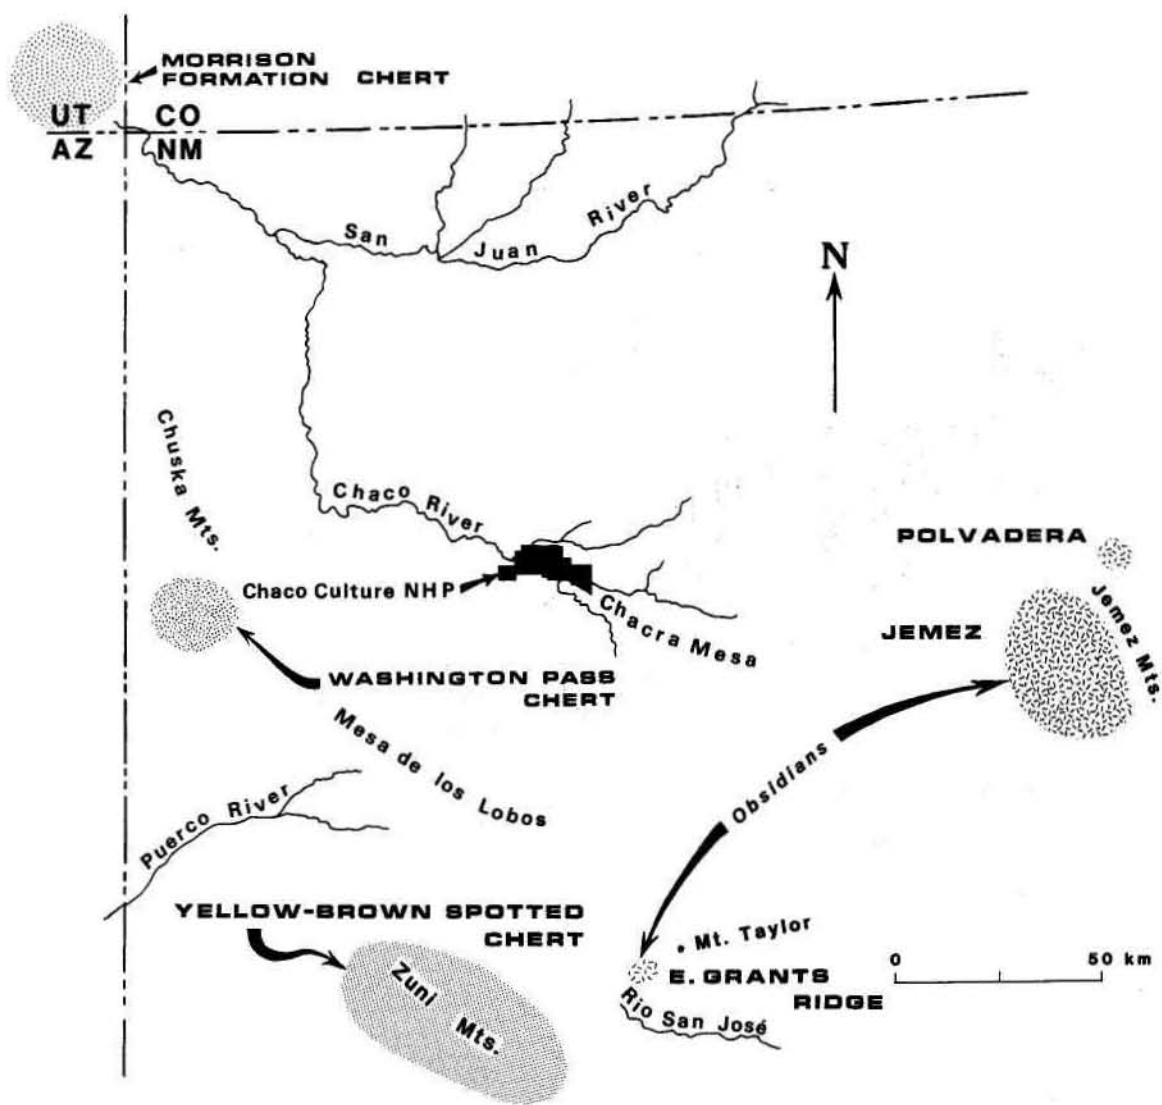 MORRISON
FORMATION CHERT
UT CO
AZ NM
San Juan River
N
Chuska Mts.
Chaco River
POLVADERA
Chaco Culture NHP
Chacra Mesa
JEMEZ
Jemez Mts.
WASHINGTON PASS
CHERT
Mesa de los Lobos
Obsidians
Puerco River
YELLOW-BROWN SPOTTED
CHERT
Mt. Taylor
0 50 km
Zuni
Mts.
E. GRANTS
RIDGE
Rio San José